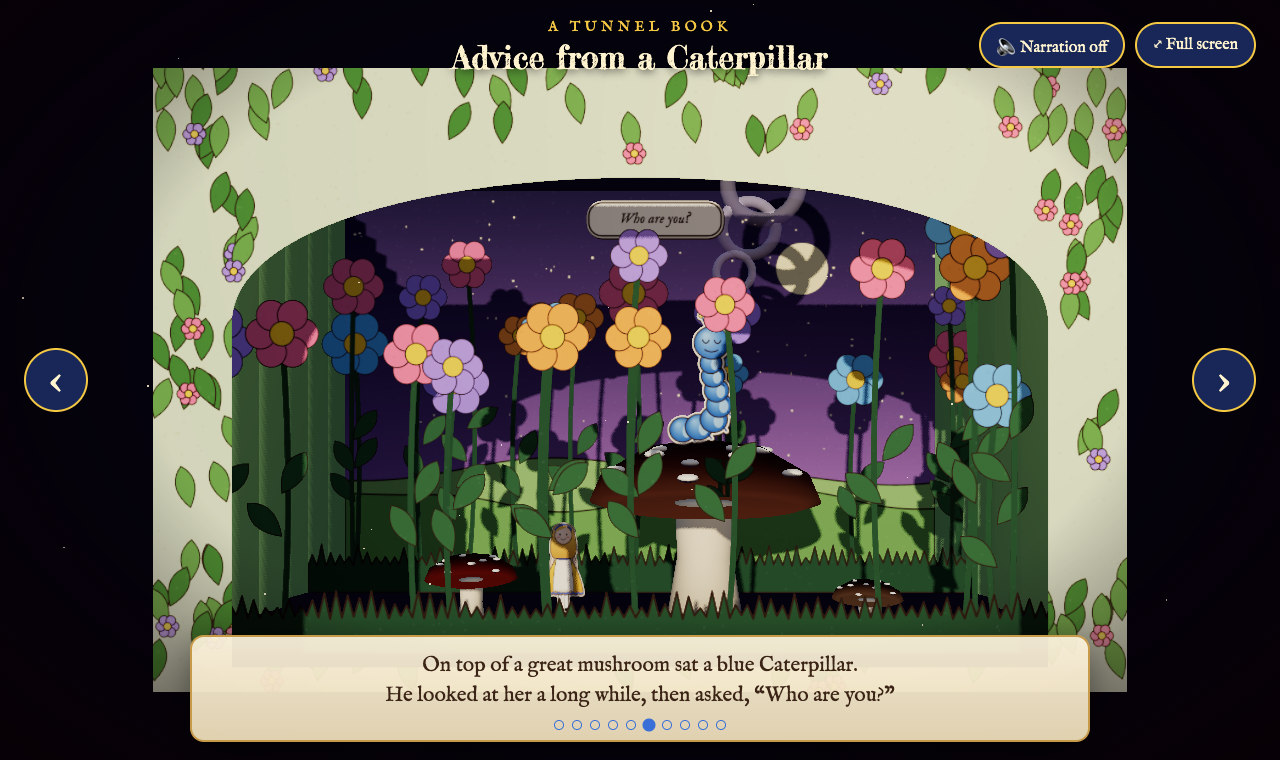 A TUNNEL BOOK
Advice from a Caterpillar
Narration off
Full screen
Who are you?
On top of a great mushroom sat a blue Caterpillar.
He looked at her a long while, then asked, “Who are you?”